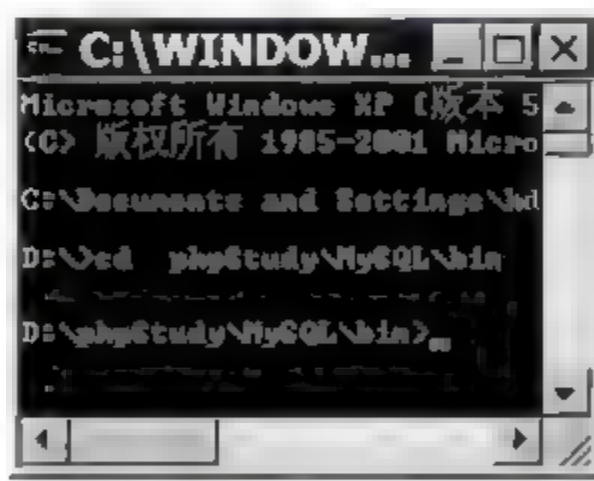 C:\WINDOW...
Microsoft Windows XP [版本 5
(C) 版权所有 1985-2001 Micro
C:\Documents and Settings\
D:\>cd phpStudy\MySQL\bin
D:\phpStudy\MySQL\bin>_